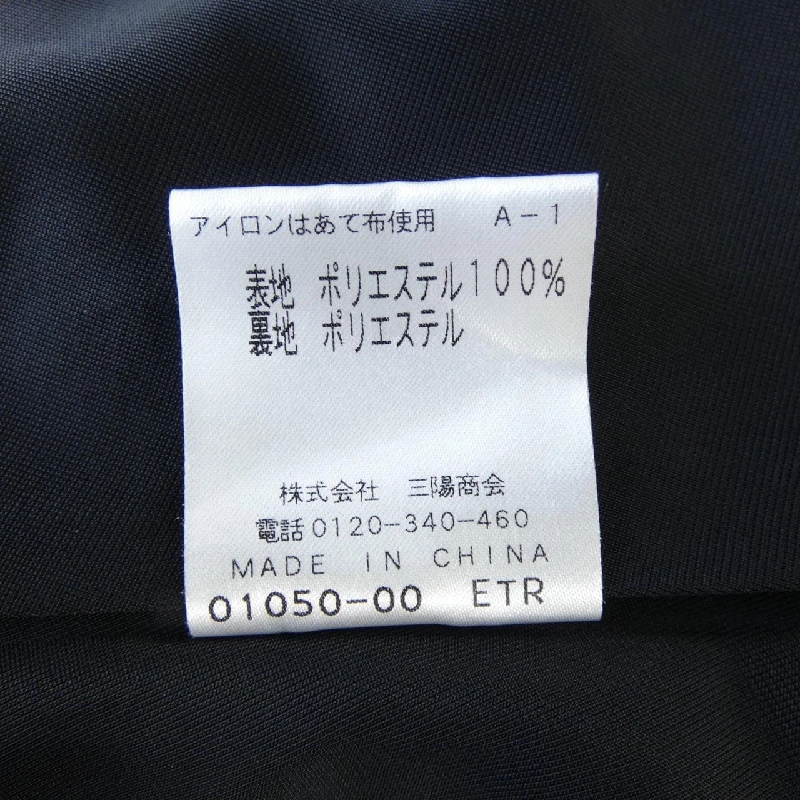 アイロンはあて布使用 A-1
表地 ポリエステル100%
裏地 ポリエステル
株式会社 三陽商会
電話0120-340-460
MADE IN CHINA
01050-00 ETR